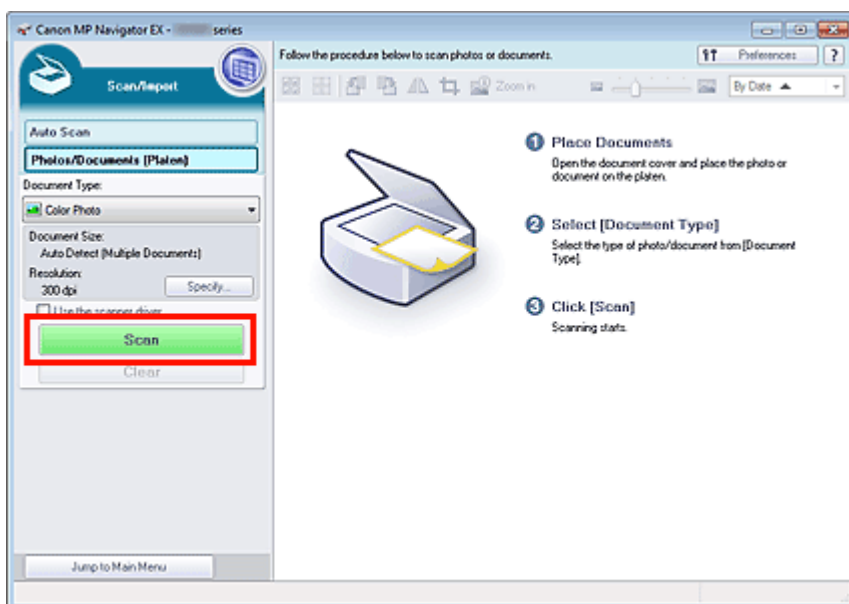 Canon MP Navigator EX - series
Scan/Import
Auto Scan
Photos/Documents (Platen)
Document Type:
Color Photo
Document Size:
Auto Detect (Multiple Documents)
Resolution:
300 dpi
Specify...
Use the scanner driver
Scan
Clear
Jump to Main Menu
Follow the procedure below to scan photos or documents.
Preferences
?
Zoom in
By Date
1 Place Documents
Open the document cover and place the photo or
document on the platen.
2 Select [Document Type]
Select the type of photo/document from [Document
Type].
3 Click [Scan]
Scanning starts.